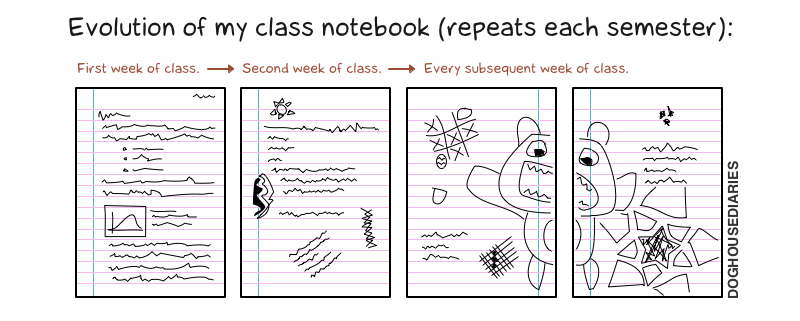 Evolution of my class notebook (repeats each semester):
First week of class. → Second week of class. → Every subsequent week of class.
DOGHOUSEDIARIES